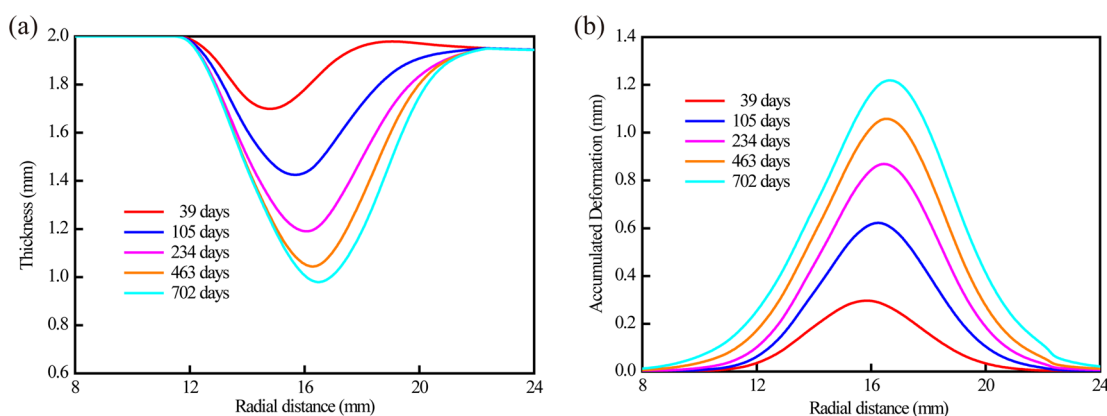 (a)
2.0
1.8
1.6
1.4
1.2
1.0
0.8
0.6
Thickness (mm)
39 days
105 days
234 days
463 days
702 days
8 12 16 20 24
Radial distance (mm)
(b)
1.4
1.2
1.0
0.8
0.6
0.4
0.2
0.0
Accumulated Deformation (mm)
39 days
105 days
234 days
463 days
702 days
8 12 16 20 24
Radial distance (mm)